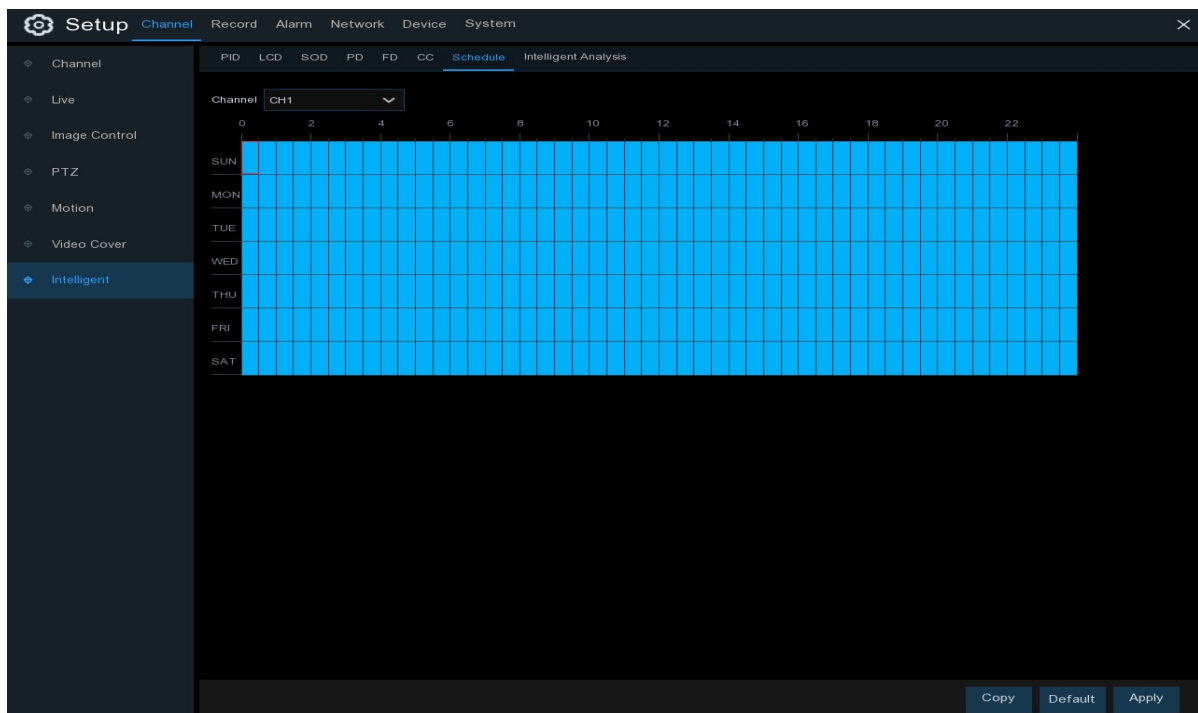 Setup Channel Record Alarm Network Device System
Channel
Live
Image Control
PTZ
Motion
Video Cover
Intelligent
PID LCD SOD PD FD CC Schedule Intelligent Analysis
Channel CH1
0 2 4 6 8 10 12 14 16 18 20 22
SUN
MON
TUE
WED
THU
FRI
SAT
Copy Default Apply